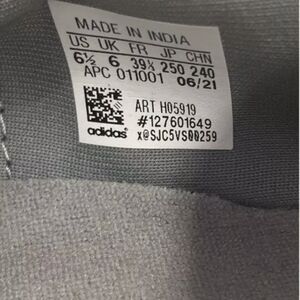 MADE IN INDIA
US UK FR JP CHN
6½ 6 39⅓ 250 240
APC 011001 06/21
ART H05919
#127601649
adidas® x@SJC5VS00259